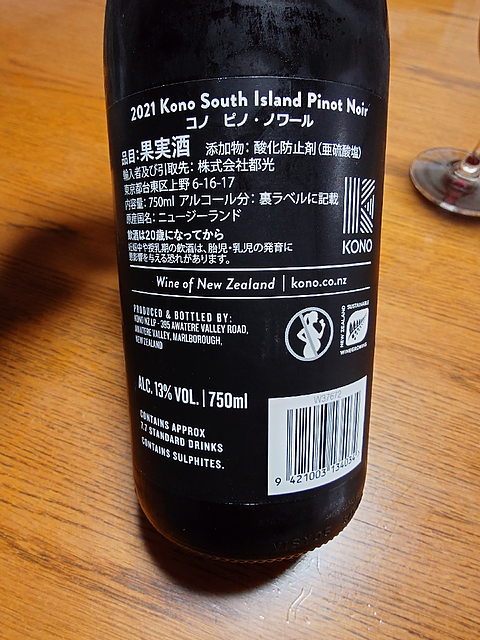 2021 Kono South Island Pinot Noir
コノ ピノ・ノワール
品目:果実酒 添加物: 酸化防止剤(亜硫酸塩)
輸入者及び引取先: 株式会社都光
東京都台東区上野 6-16-17
内容量: 750ml アルコール分: 裏ラベルに記載
原産国名: ニュージーランド
飲酒は20歳になってから
妊娠中や授乳期の飲酒は、胎児・乳児の発育に
悪影響を与える恐れがあります。
KONO
Wine of New Zealand | kono.co.nz
PRODUCED & BOTTLED BY:
KONO NZ LP - 395 AWATERE VALLEY ROAD,
AWATERE VALLEY, MARLBOROUGH,
NEW ZEALAND
SUSTAINABLE
NEW ZEALAND
WINEGROWING
ALC. 13% VOL. | 750ml
CONTAINS APPROX
7.7 STANDARD DRINKS
CONTAINS SULPHITES.
W37672
9 421003 134034